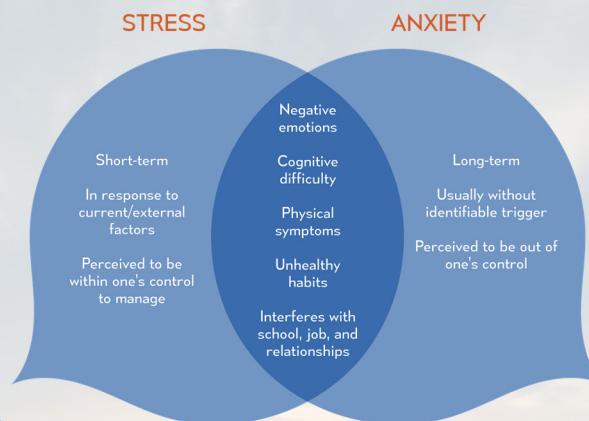 STRESS
ANXIETY
Short-term
In response to
current/external
factors
Perceived to be
within one's control
to manage
Negative
emotions
Cognitive
difficulty
Physical
symptoms
Unhealthy
habits
Interferes with
school, job, and
relationships
Long-term
Usually without
identifiable trigger
Perceived to be out of
one's control